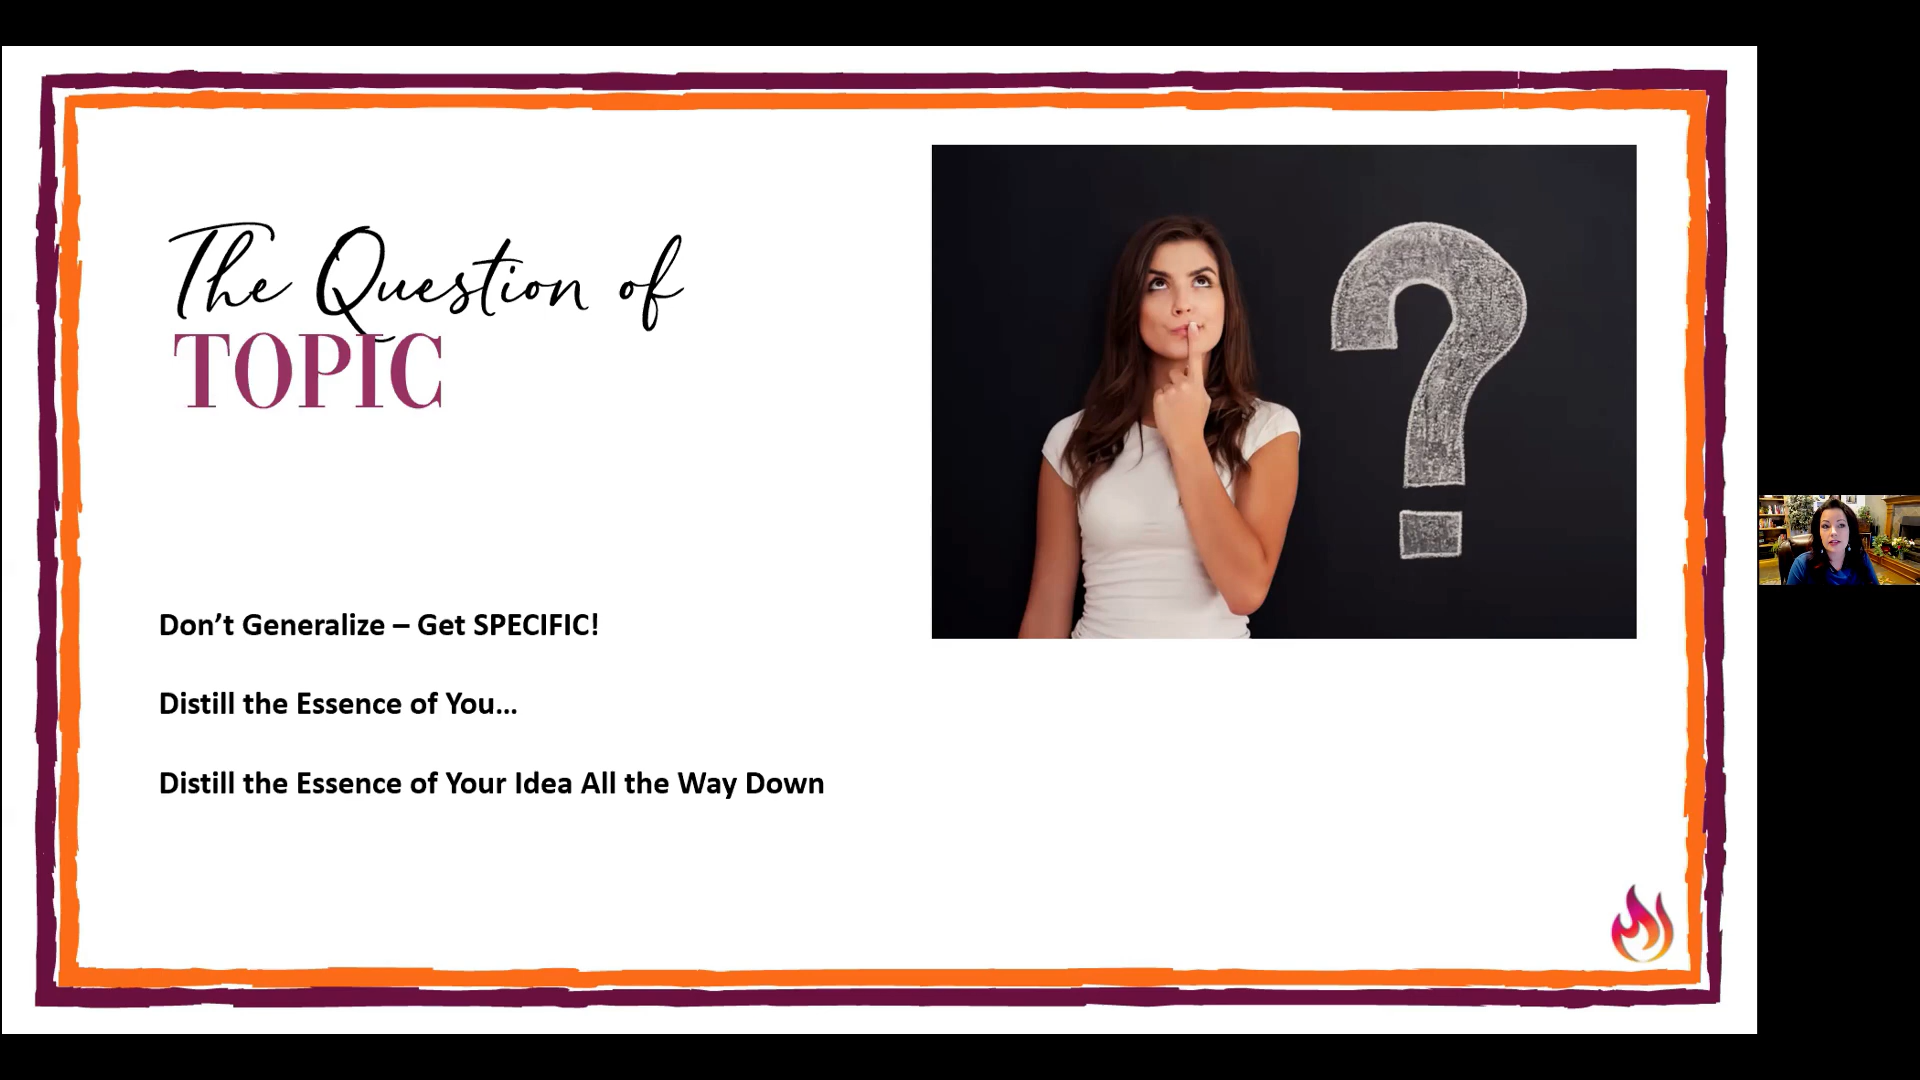 The Question of
TOPIC
Don’t Generalize – Get SPECIFIC!
Distill the Essence of You...
Distill the Essence of Your Idea All the Way Down
?